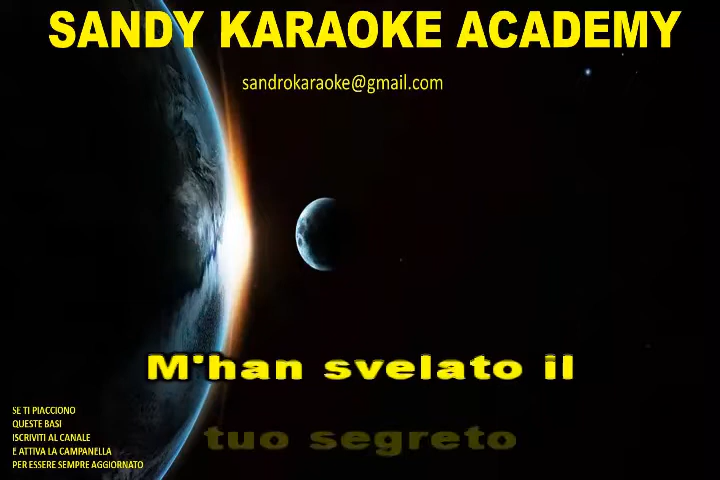 SANDY KARAOKE ACADEMY
sandrokaraoke@gmail.com
M'han svelato il
tuo segreto
SE TI PIACCIONO
QUESTE BASI
ISCRIVITI AL CANALE
E ATTIVA LA CAMPANELLA
PER ESSERE SEMPRE AGGIORNATO